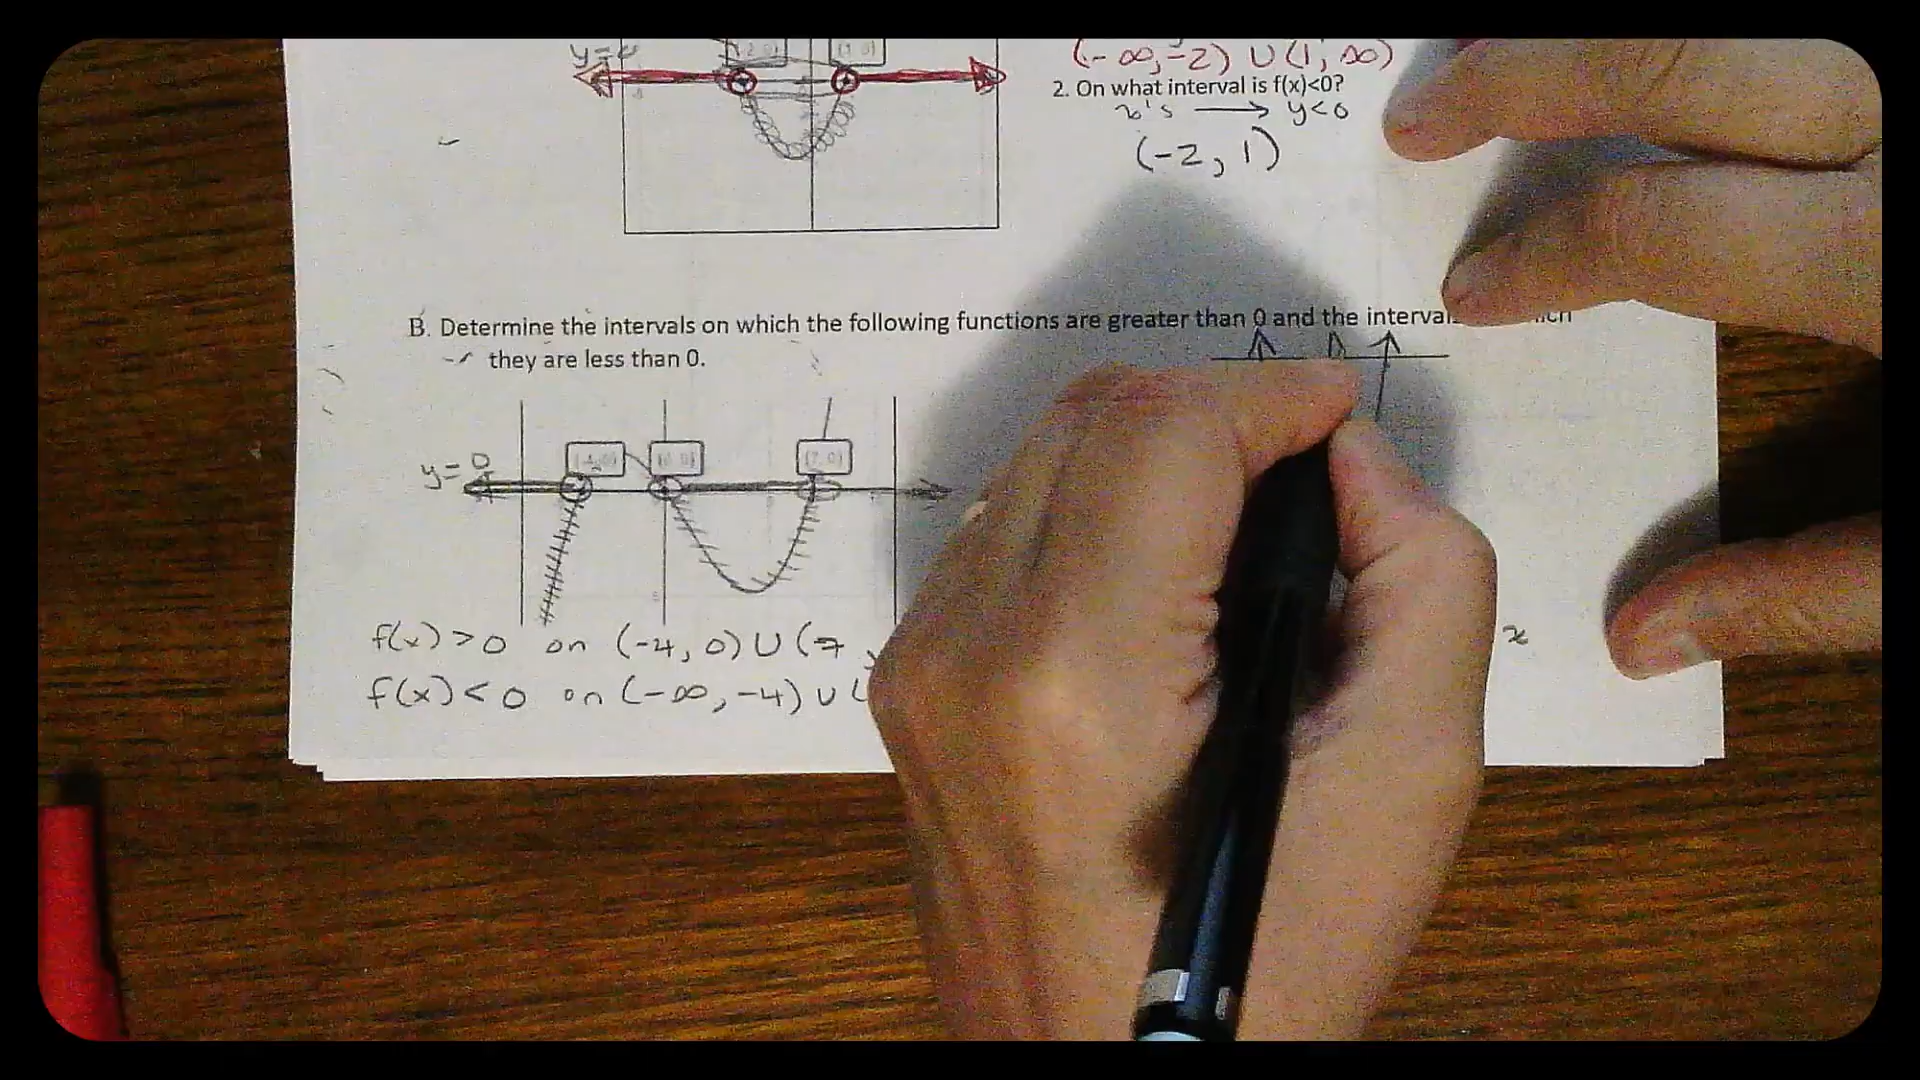 y=0
(-∞,-2) ∪ (1, ∞)
2. On what interval is f(x)<0?
x's → y<0
(-2, 1)
B. Determine the intervals on which the following functions are greater than 0 and the
they are less than 0.
y=0
(7, 0)
f(x)>0 on (-4, 0) ∪ (7
f(x)<0 on (-∞, -4) ∪ (
x